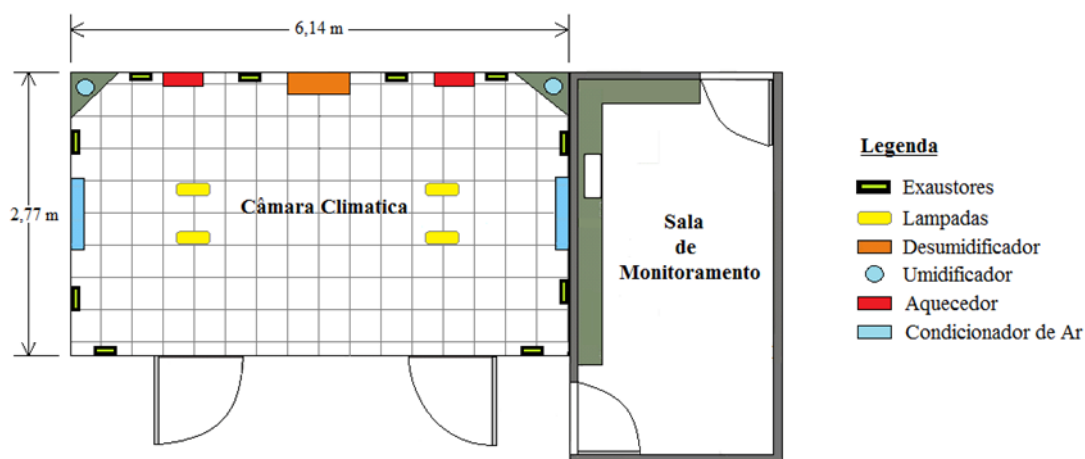 6,14 m
2,77 m
Câmara Climatica
Sala
de
Monitoramento
Legenda
Exaustores
Lampadas
Desumidificador
Umidificador
Aquecedor
Condicionador de Ar